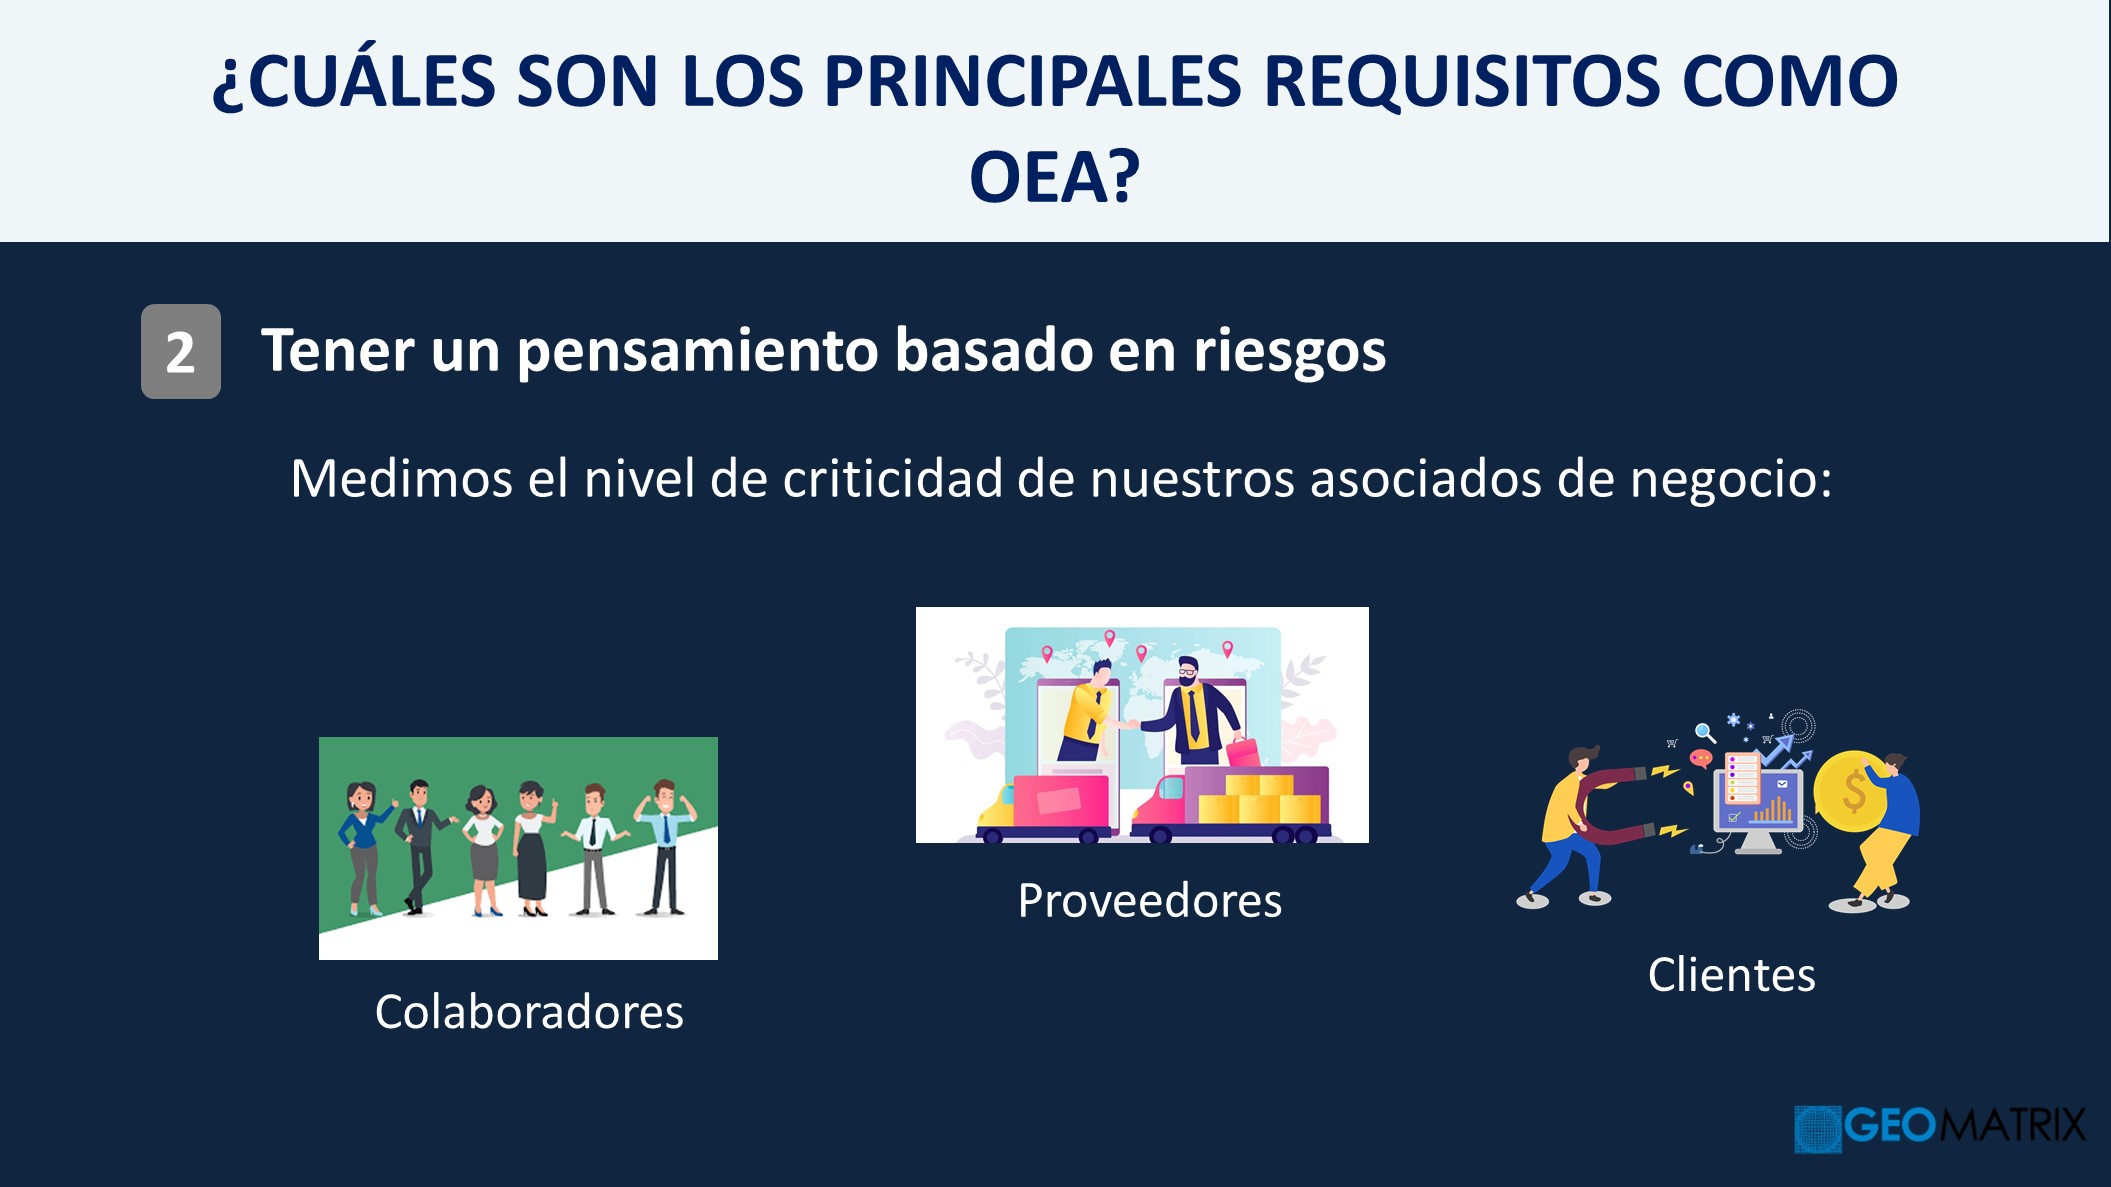 ¿CUÁLES SON LOS PRINCIPALES REQUISITOS COMO
OEA?
2 Tener un pensamiento basado en riesgos
Medimos el nivel de criticidad de nuestros asociados de negocio:
Colaboradores
Proveedores
Clientes
GEOMATRIX